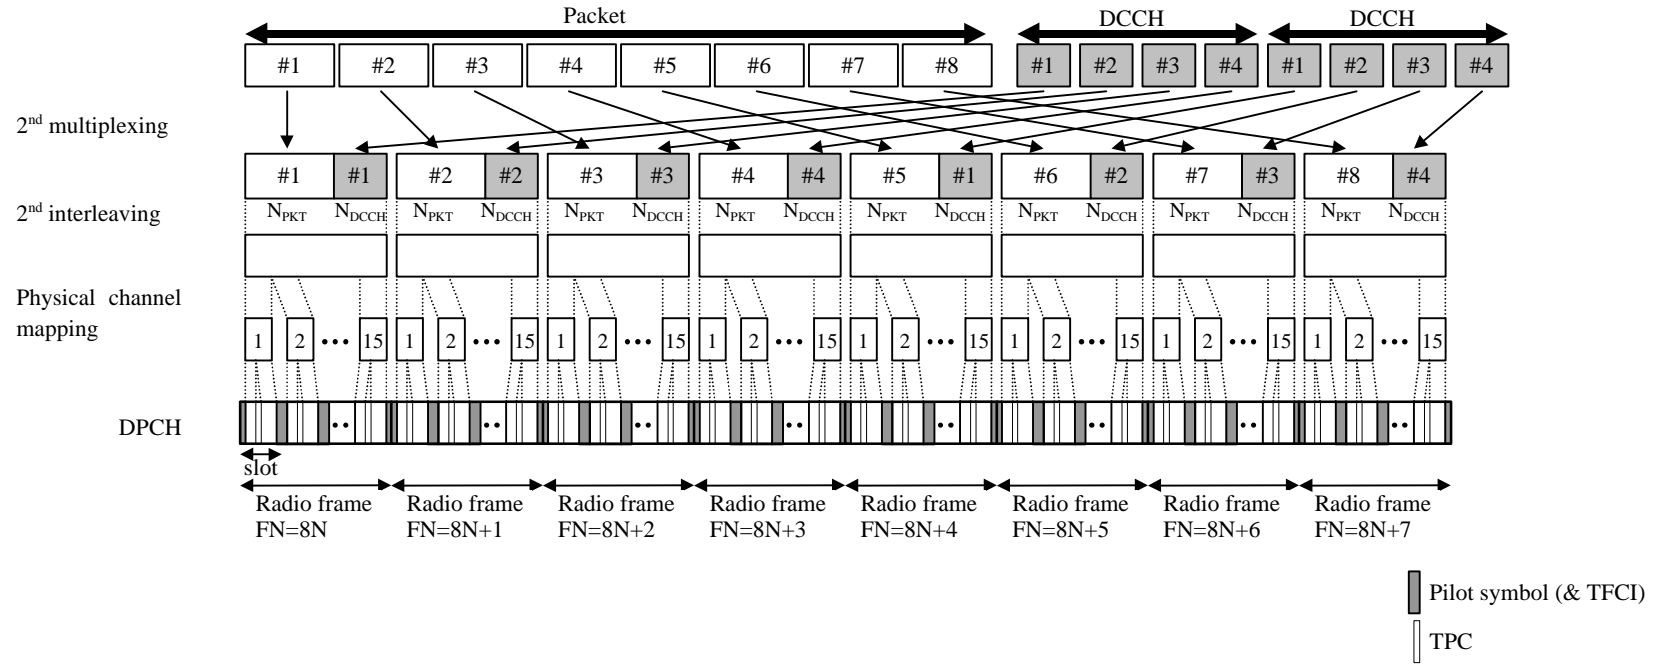 Packet DCCH DCCH
#1 #2 #3 #4 #5 #6 #7 #8 #1 #2 #3 #4 #1 #2 #3 #4
2nd multiplexing
#1 #1 #2 #2 #3 #3 #4 #4 #5 #1 #6 #2 #7 #3 #8 #4
2nd interleaving
NPKT NDCCH NPKT NDCCH NPKT NDCCH NPKT NDCCH NPKT NDCCH NPKT NDCCH NPKT NDCCH NPKT NDCCH
Physical channel
mapping
1 2 ••• 15 1 2 ••• 15 1 2 ••• 15 1 2 ••• 15 1 2 ••• 15 1 2 ••• 15 1 2 ••• 15 1 2 ••• 15
DPCH •• •• •• •• •• •• •• ••
slot
Radio frame Radio frame Radio frame Radio frame Radio frame Radio frame Radio frame Radio frame
FN=8N FN=8N+1 FN=8N+2 FN=8N+3 FN=8N+4 FN=8N+5 FN=8N+6 FN=8N+7
Pilot symbol (& TFCI)
TPC